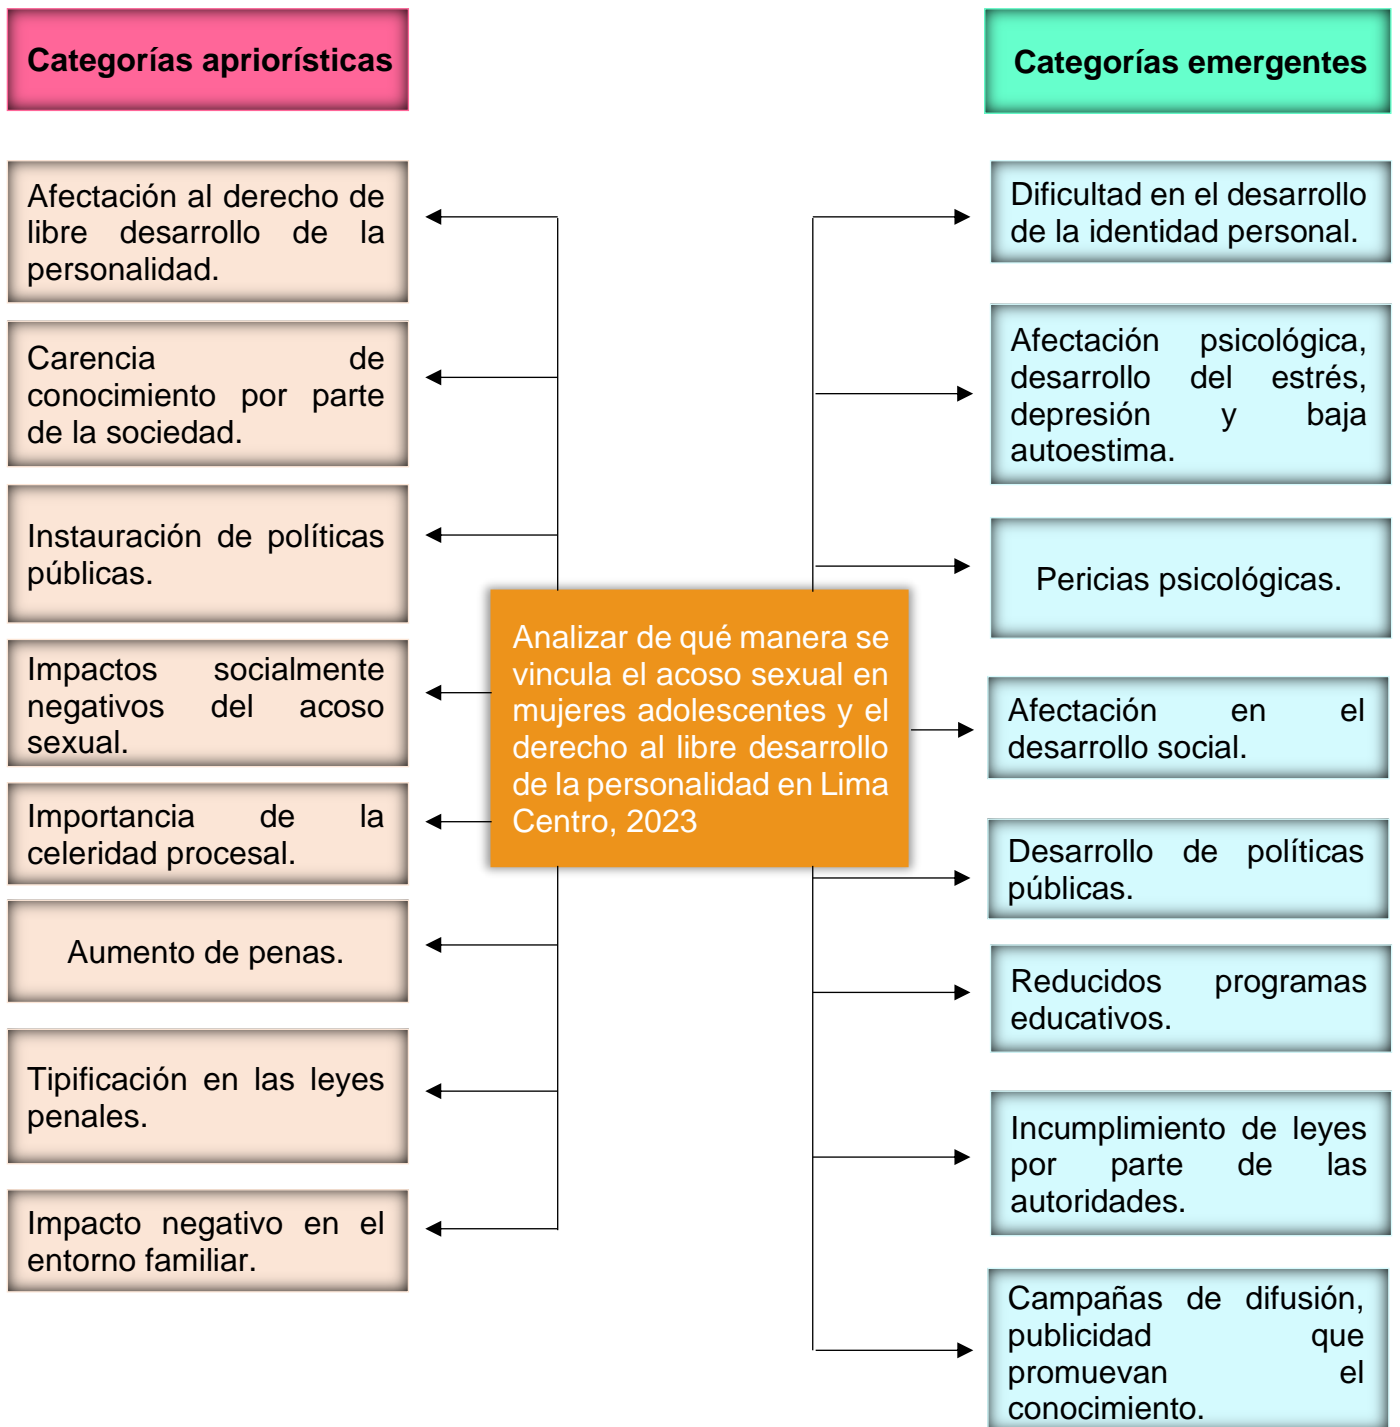 Categorías apriorísticas
Afectación al derecho de
libre desarrollo de la
personalidad.
Carencia de
conocimiento por parte
de la sociedad.
Instauración de políticas
públicas.
Impactos socialmente
negativos del acoso
sexual.
Importancia de la
celeridad procesal.
Aumento de penas.
Tipificación en las leyes
penales.
Impacto negativo en el
entorno familiar.
Analizar de qué manera se
vincula el acoso sexual en
mujeres adolescentes y el
derecho al libre desarrollo
de la personalidad en Lima
Centro, 2023
Categorías emergentes
Dificultad en el desarrollo
de la identidad personal.
Afectación psicológica,
desarrollo del estrés,
depresión y baja
autoestima.
Pericias psicológicas.
Afectación en el
desarrollo social.
Desarrollo de políticas
públicas.
Reducidos programas
educativos.
Incumplimiento de leyes
por parte de las
autoridades.
Campañas de difusión,
publicidad que
promuevan el
conocimiento.